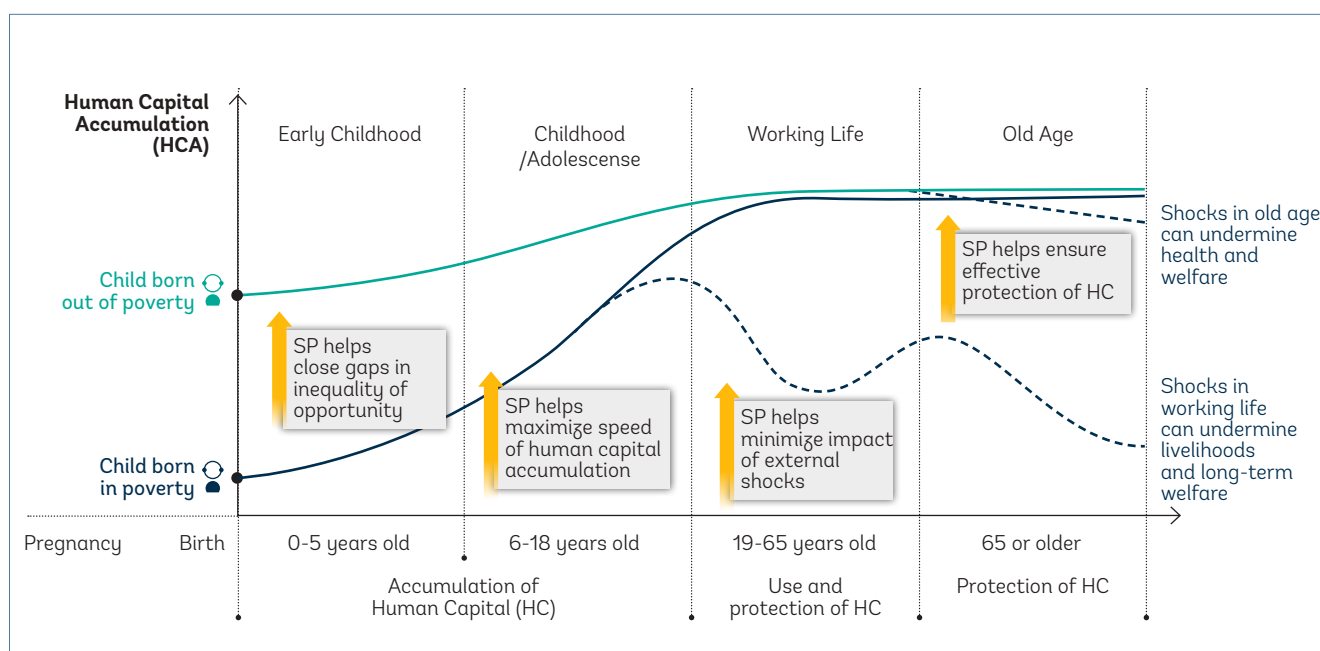 Human Capital
Accumulation
(HCA)
Early Childhood
Childhood
/Adolescense
Working Life
Old Age
Child born
out of poverty
Child born
in poverty
SP helps
close gaps in
inequality of
opportunity
SP helps
maximize speed
of human capital
accumulation
SP helps
minimize impact
of external
shocks
SP helps ensure
effective
protection of HC
Shocks in old age
can undermine
health and
welfare
Shocks in
working life
can undermine
livelihoods
and long-term
welfare
Pregnancy
Birth
0-5 years old
6-18 years old
19-65 years old
65 or older
Accumulation of
Human Capital (HC)
Use and
protection of HC
Protection of HC